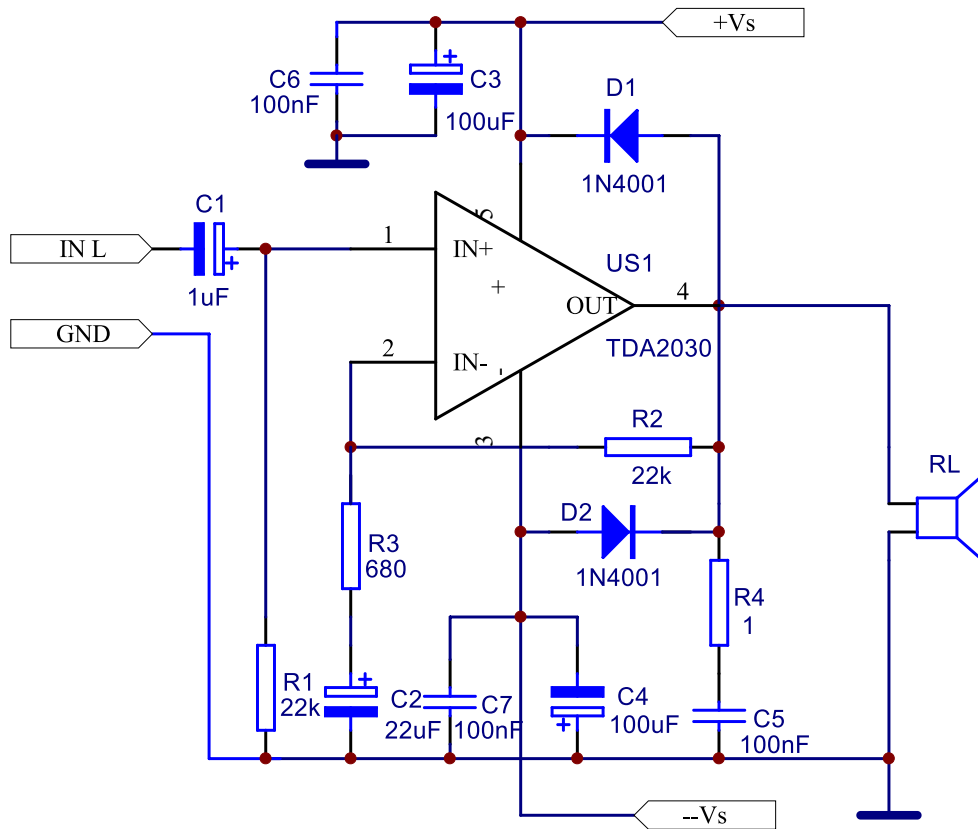 +Vs
C6
100nF
+
C3
100uF
D1
1N4001
C1
IN L
+
1uF
1
IN+
5
US1
+
OUT
4
GND
2
IN-
-
TDA2030
3
R2
22k
RL
D2
1N4001
R3
680
R4
1
R1
22k
+
C2
22uF
C7
100nF
C4
100uF
+
C5
100nF
--Vs